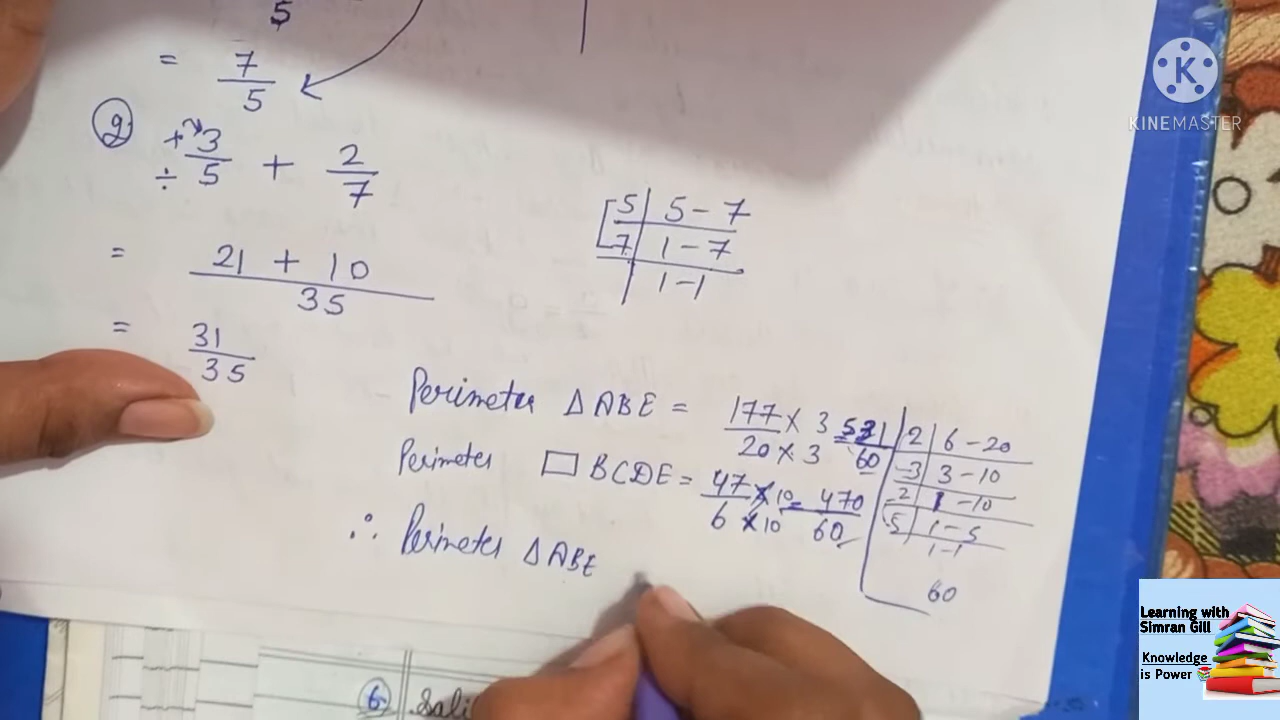 5
= 7/5
g
+ 3/5 + 2/7
÷
= 21 + 10 / 35
= 31/35
5 | 5 - 7
7 | 1 - 7
| 1 - 1
Perimeter △ABE = 177 × 3 / 20 × 3 531/60
Perimeter ▭ BCDE = 47 × 10 / 6 × 10 = 470/60
∴ Perimeter △ABE
2 | 6 - 20
3 | 3 - 10
2 | 1 - 10
5 | 1 - 5
1 - 1
60
6. Sali
K
KINEMASTER
Learning with
Simran Gill
Knowledge
is Power